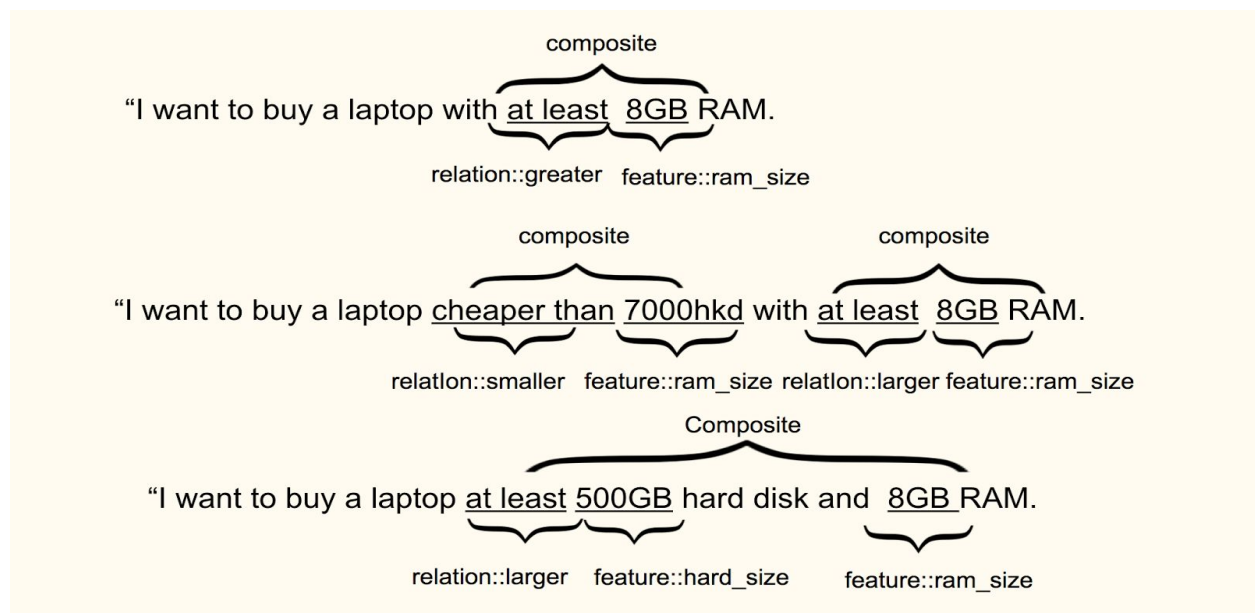 composite
“I want to buy a laptop with at least 8GB RAM.
relation::greater feature::ram_size
composite composite
“I want to buy a laptop cheaper than 7000hkd with at least 8GB RAM.
relatIon::smaller feature::ram_size relatIon::larger feature::ram_size
Composite
“I want to buy a laptop at least 500GB hard disk and 8GB RAM.
relation::larger feature::hard_size feature::ram_size